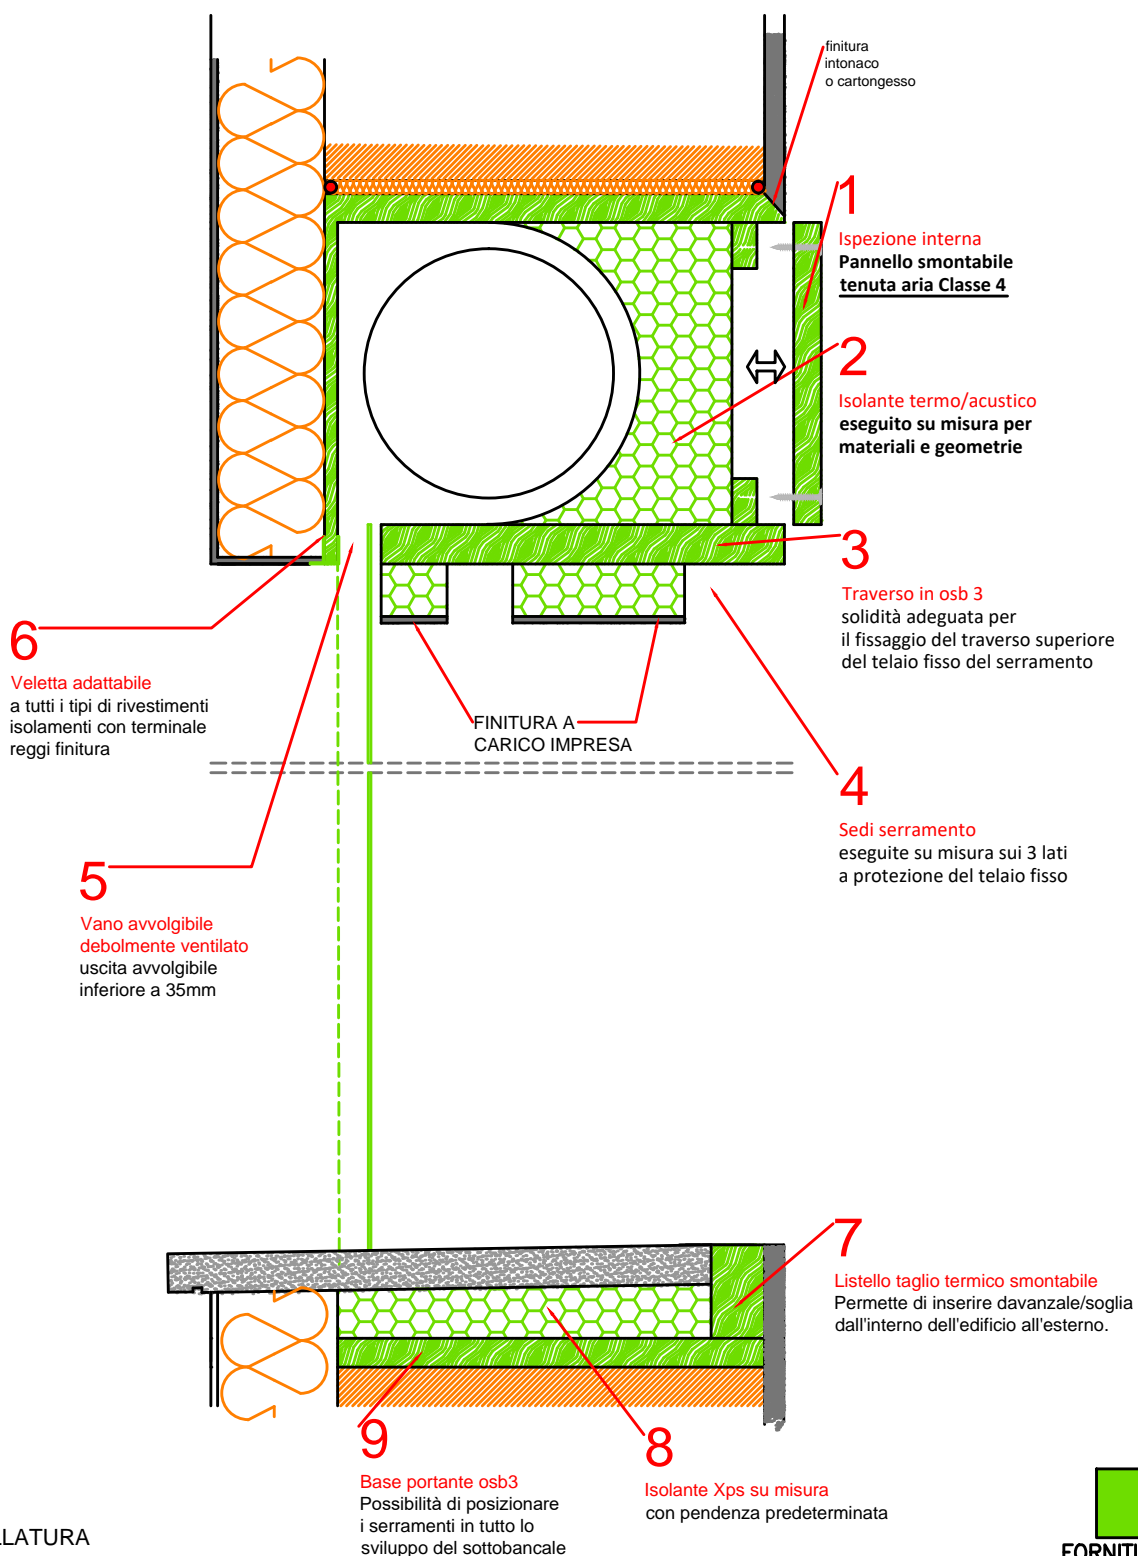 finitura
intonaco
o cartongesso
1
Ispezione interna
Pannello smontabile
tenuta aria Classe 4
2
Isolante termo/acustico
eseguito su misura per
materiali e geometrie
3
Traverso in osb 3
solidità adeguata per
il fissaggio del traverso superiore
del telaio fisso del serramento
6
Veletta adattabile
a tutti i tipi di rivestimenti
isolamenti con terminale
reggi finitura
FINITURA A
CARICO IMPRESA
4
Sedi serramento
eseguite su misura sui 3 lati
a protezione del telaio fisso
5
Vano avvolgibile
debolmente ventilato
uscita avvolgibile
inferiore a 35mm
7
Listello taglio termico smontabile
Permette di inserire davanzale/soglia
dall'interno dell'edificio all'esterno.
9
Base portante osb3
Possibilità di posizionare
i serramenti in tutto lo
sviluppo del sottobancale
8
Isolante Xps su misura
con pendenza predeterminata
LATURA